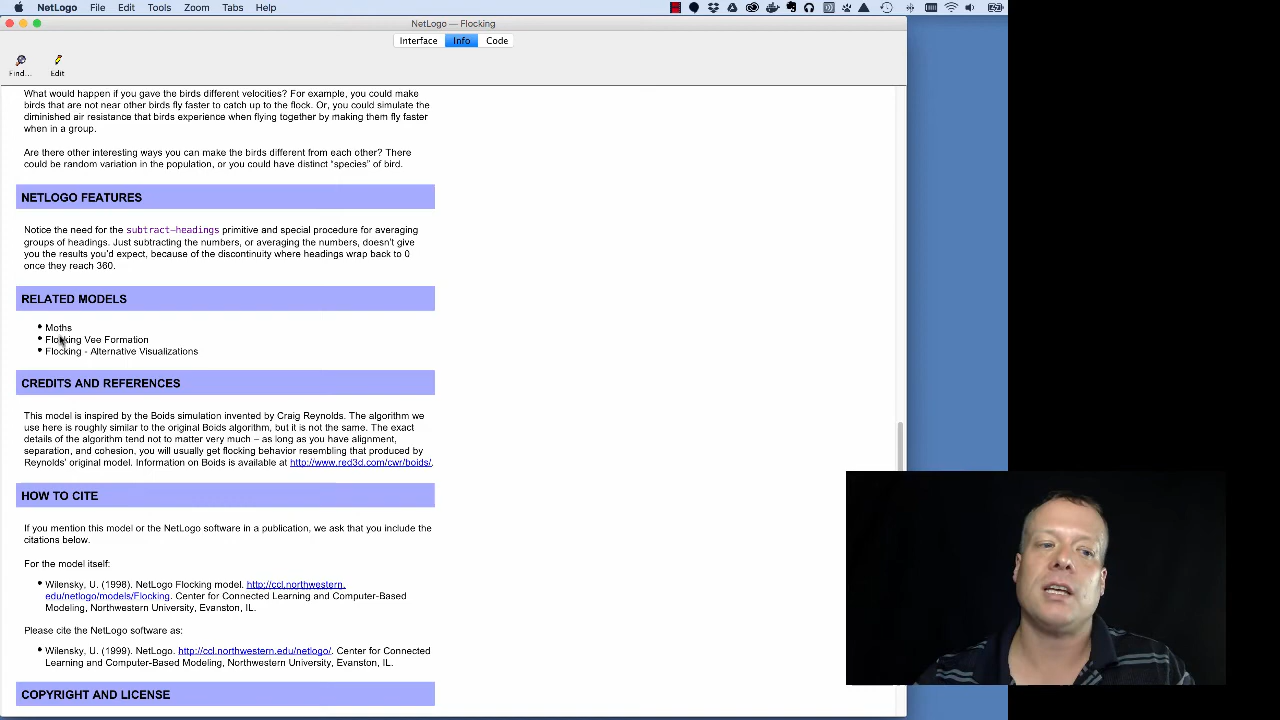 NetLogo File Edit Tools Zoom Tabs Help
NetLogo — Flocking
Interface Info Code
Find... Edit
What would happen if you gave the birds different velocities? For example, you could make
birds that are not near other birds fly faster to catch up to the flock. Or, you could simulate the
diminished air resistance that birds experience when flying together by making them fly faster
when in a group.
Are there other interesting ways you can make the birds different from each other? There
could be random variation in the population, or you could have distinct “species” of bird.
NETLOGO FEATURES
Notice the need for the subtract-headings primitive and special procedure for averaging
groups of headings. Just subtracting the numbers, or averaging the numbers, doesn’t give
you the results you’d expect, because of the discontinuity where headings wrap back to 0
once they reach 360.
RELATED MODELS
• Moths
• Flocking Vee Formation
• Flocking - Alternative Visualizations
CREDITS AND REFERENCES
This model is inspired by the Boids simulation invented by Craig Reynolds. The algorithm we
use here is roughly similar to the original Boids algorithm, but it is not the same. The exact
details of the algorithm tend not to matter very much – as long as you have alignment,
separation, and cohesion, you will usually get flocking behavior resembling that produced by
Reynolds’ original model. Information on Boids is available at http://www.red3d.com/cwr/boids/.
HOW TO CITE
If you mention this model or the NetLogo software in a publication, we ask that you include the
citations below.
For the model itself:
• Wilensky, U. (1998). NetLogo Flocking model. http://ccl.northwestern.
edu/netlogo/models/Flocking. Center for Connected Learning and Computer-Based
Modeling, Northwestern University, Evanston, IL.
Please cite the NetLogo software as:
• Wilensky, U. (1999). NetLogo. http://ccl.northwestern.edu/netlogo/. Center for Connected
Learning and Computer-Based Modeling, Northwestern University, Evanston, IL.
COPYRIGHT AND LICENSE